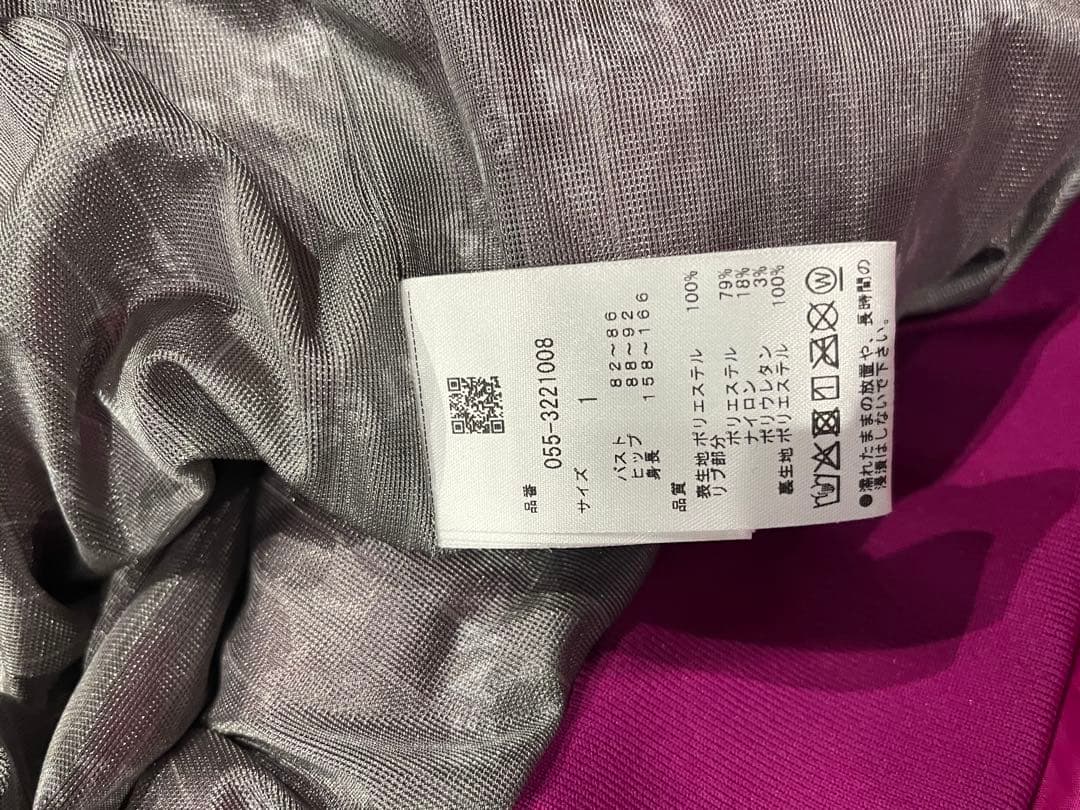 品番 055-3221008
サイズ 1
バスト 82~86
ヒップ 88~92
身長 158~166
品質
表生地 ポリエステル 100%
リブ部分
ポリエステル 79%
ナイロン 18%
ポリウレタン 3%
裏生地 ポリエステル 100%
W
●濡れたままの放置や、長時間の
浸漬はしないで下さい。